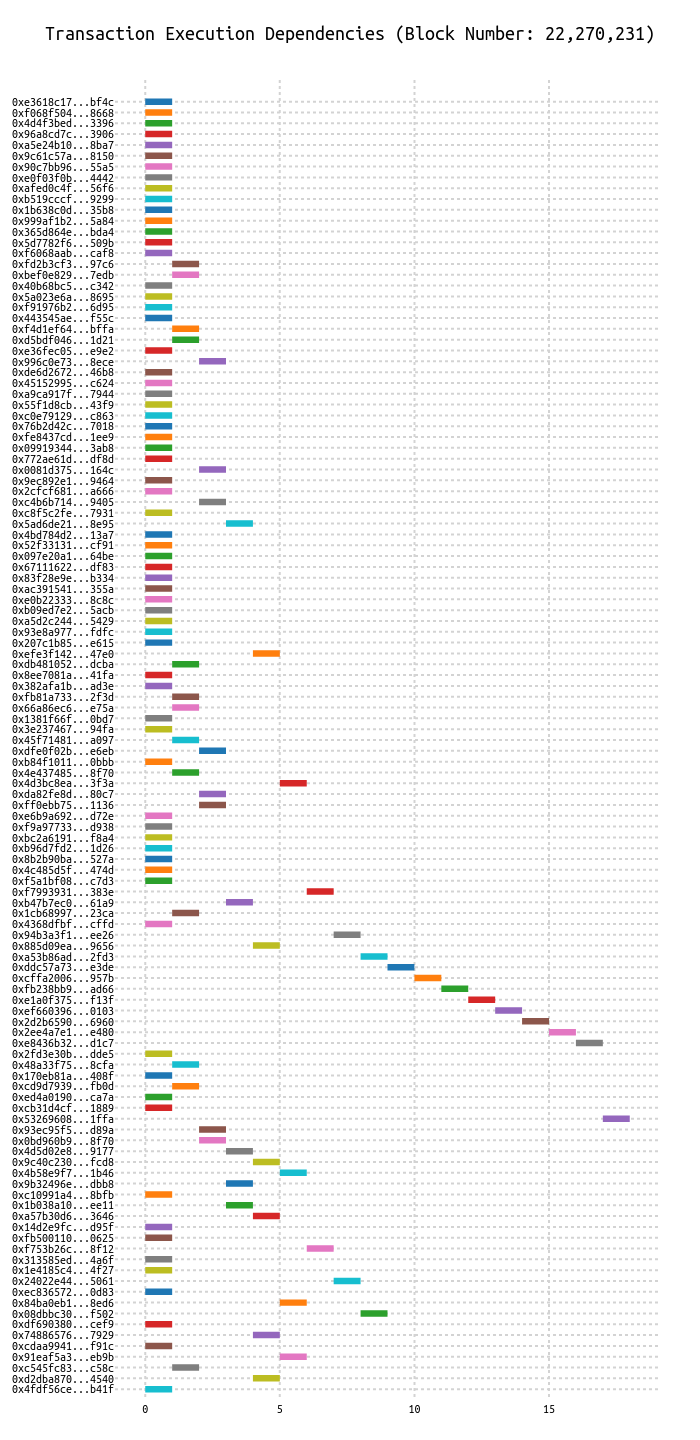 Transaction Execution Dependencies (Block Number: 22,270,231)
0xe3618c17...bf4c
0xf068f504...8668
0x4d4f3bed...3396
0x96a8cd7c...3906
0xa5e24b10...8ba7
0x9c61c57a...8150
0x90c7bb96...55a5
0xe0f03f0b...4442
0xafed0c4f...56f6
0xb519cccf...9299
0x1b638c0d...35b8
0x999af1b2...5a84
0x365d864e...bda4
0x5d7782f6...509b
0xf6068aab...caf8
0xfd2b3cf3...97c6
0xbef0e829...7edb
0x40b68bc5...c342
0x5a023e6a...8695
0xf91976b2...6d95
0x443545ae...f55c
0xf4d1ef64...bffa
0xd5bdf046...1d21
0xe36fec05...e9e2
0x996c0e73...8ece
0xde6d2672...46b8
0x45152995...c624
0xa9ca917f...7944
0x55f1d8cb...43f9
0xc0e79129...c863
0x76b2d42c...7018
0xfe8437cd...1ee9
0x09919344...3ab8
0x772ae61d...df8d
0x0081d375...164c
0x9ec892e1...9464
0x2cfcf681...a666
0xc4b6b714...9405
0xc8f5c2fe...7931
0x5ad6de21...8e95
0x4bd784d2...13a7
0x52f33131...cf91
0x097e20a1...64be
0x67111622...df83
0x83f28e9e...b334
0xac391541...355a
0xe0b22333...8c8c
0xb09ed7e2...5acb
0xa5d2c244...5429
0x93e8a977...fdfc
0x207c1b85...e615
0xefe3f142...47e0
0xdb481052...dcba
0x8ee7081a...41fa
0x382afa1b...ad3e
0xfb81a733...2f3d
0x66a86ec6...e75a
0x1381f66f...0bd7
0x3e237467...94fa
0x45f71481...a097
0xdfe0f02b...e6eb
0xb84f1011...0bbb
0x4e437485...8f70
0x4d3bc8ea...3f3a
0xda82fe8d...80c7
0xff0ebb75...1136
0xe6b9a692...d72e
0xf9a97733...d938
0xbc2a6191...f8a4
0xb96d7fd2...1d26
0x8b2b90ba...527a
0x4c485d5f...474d
0xf5a1bf08...c7d3
0xf7993931...383e
0xb47b7ec0...61a9
0x1cb68997...23ca
0x4368dfbf...cffd
0x94b3a3f1...ee26
0x885d09ea...9656
0xa53b86ad...2fd3
0xddc57a73...e3de
0xcffa2006...957b
0xfb238bb9...ad66
0xe1a0f375...f13f
0xef660396...0103
0x2d2b6590...6960
0x2ee4a7e1...e480
0xe8436b32...d1c7
0x2fd3e30b...dde5
0x48a33f75...8cfa
0x170eb81a...408f
0xcd9d7939...fb0d
0xed4a0190...ca7a
0xcb31d4cf...1889
0x53269608...1ffa
0x93ec95f5...d89a
0x0bd960b9...8f70
0x4d5d02e8...9177
0x9c40c230...fcd8
0x4b58e9f7...1b46
0x9b32496e...dbb8
0xc10991a4...8bfb
0x1b038a10...ee11
0xa57b30d6...3646
0x14d2e9fc...d95f
0xfb500110...0625
0xf753b26c...8f12
0x313585ed...4a6f
0x1e4185c4...4f27
0x24022e44...5061
0xec836572...0d83
0x84ba0eb1...8ed6
0x08dbbc30...f502
0xdf690380...cef9
0x74886576...7929
0xcdaa9941...f91c
0x91eaf5a3...eb9b
0xc545fc83...c58c
0xd2dba870...4540
0x4fdf56ce...b41f
0 5 10 15